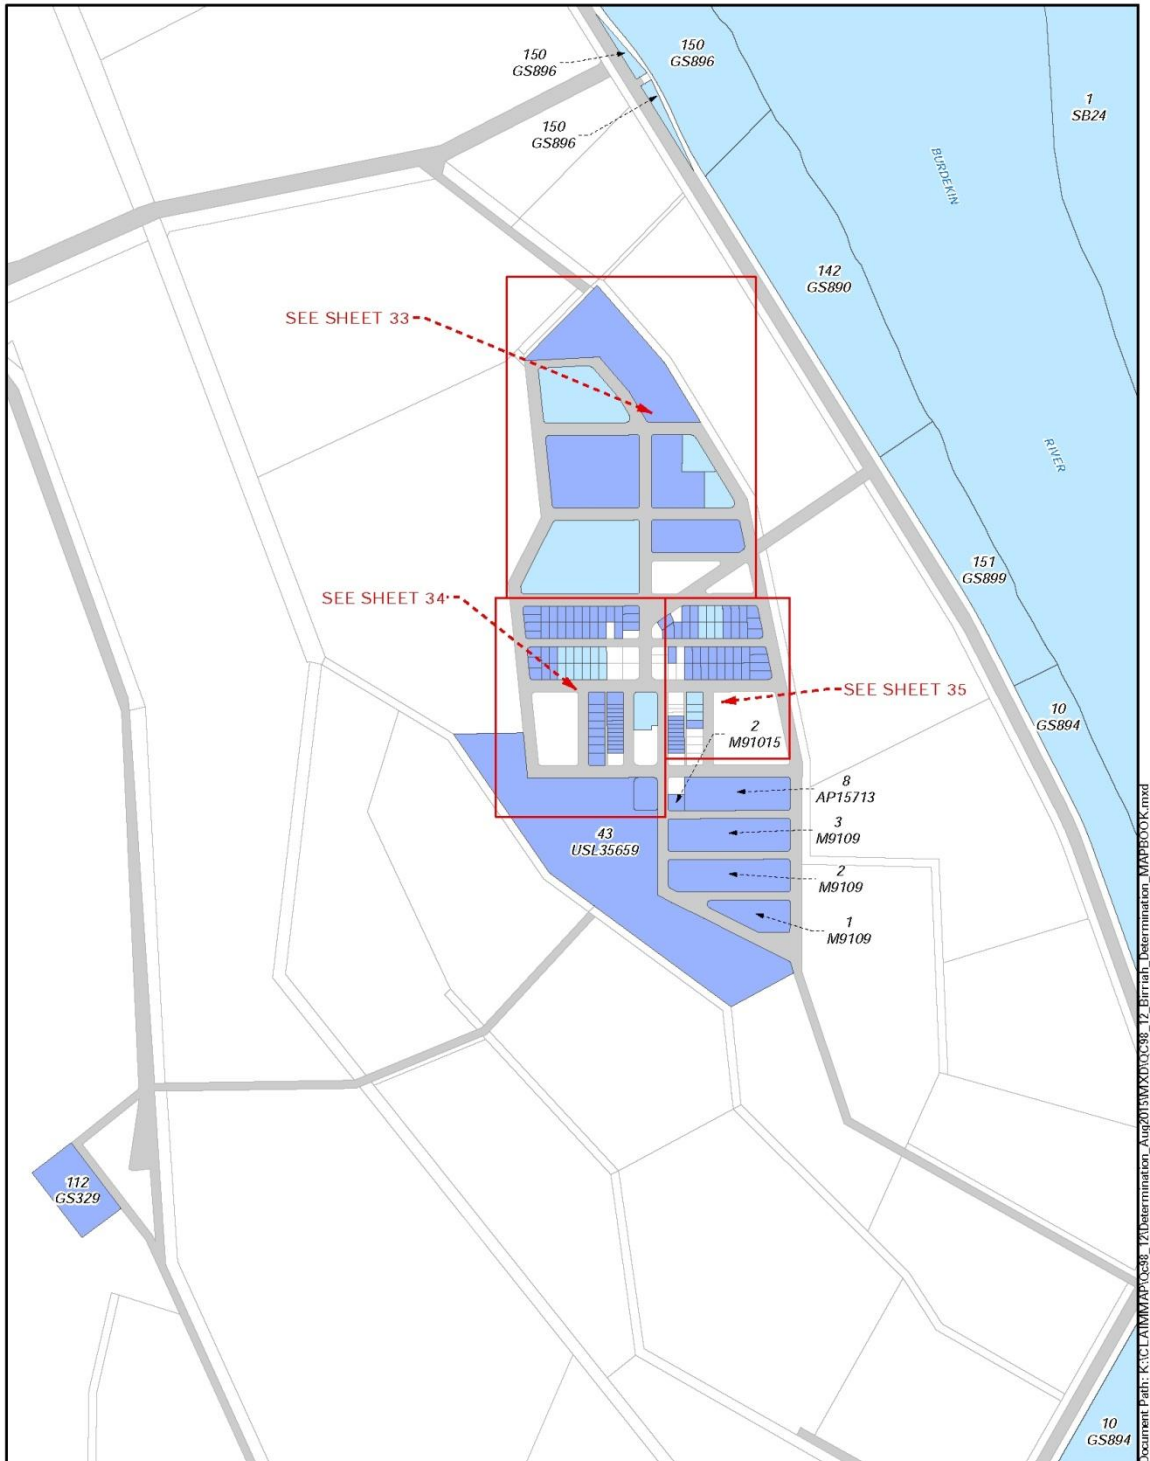 150
GS896
150
GS896
1
SB24
150
GS896
BURDEKIN
142
GS890
SEE SHEET 33
RIVER
151
GS899
SEE SHEET 34
SEE SHEET 35
10
GS894
2
M91015
8
AP15713
3
M9109
43
USL35659
2
M9109
1
M9109
112
GS329
10
GS894
Document Path: K:\CLAIMMAP\Qc98_12\Determination_Aug2015\MXD\QC98_12_Birriah_Determination_MAPBOOK.mxd